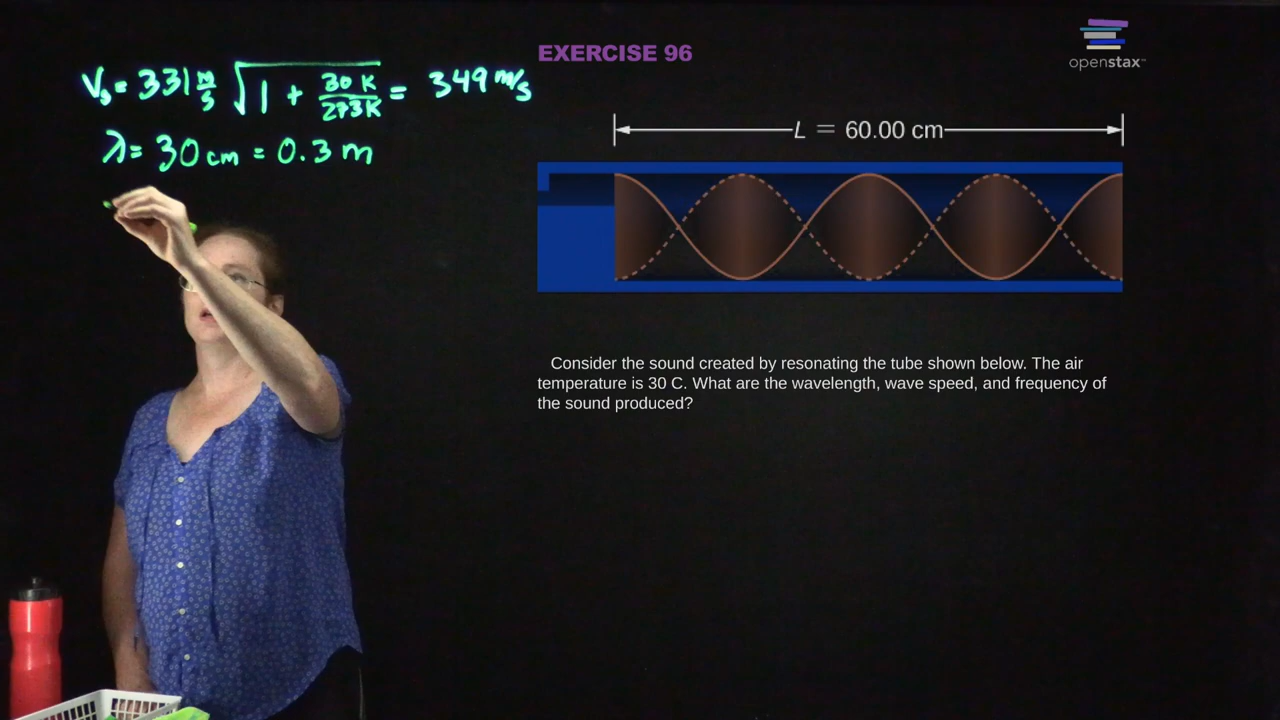 EXERCISE 96
openstax™
V_s = 331 m/s √(1 + 30 K/273K) = 349 m/s
λ = 30 cm = 0.3 m
L = 60.00 cm
Consider the sound created by resonating the tube shown below. The air
temperature is 30 C. What are the wavelength, wave speed, and frequency of
the sound produced?